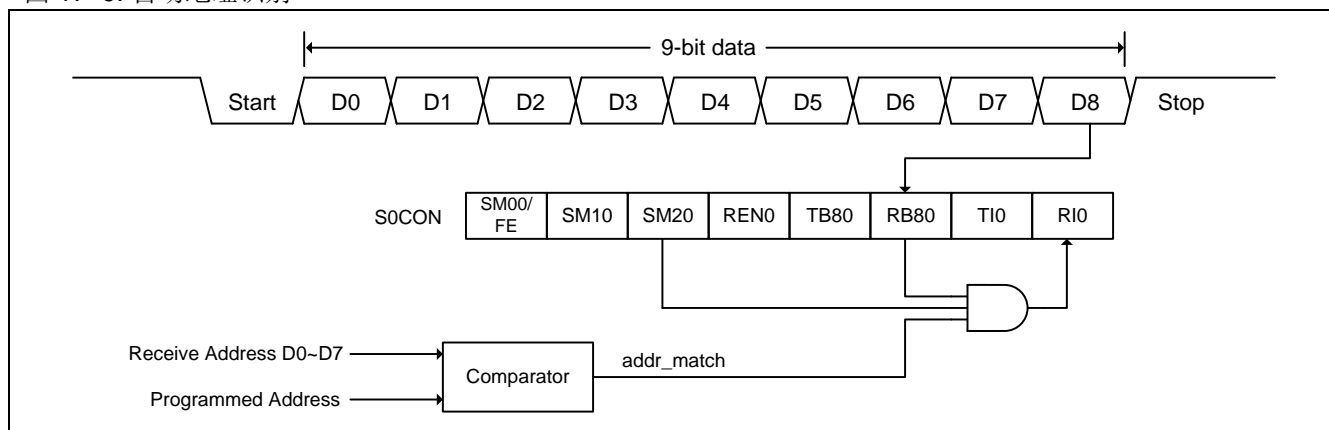 9-bit data
Start D0 D1 D2 D3 D4 D5 D6 D7 D8 Stop
S0CON SM00/FE SM10 SM20 REN0 TB80 RB80 TI0 RI0
Receive Address D0~D7
addr_match
Comparator
Programmed Address